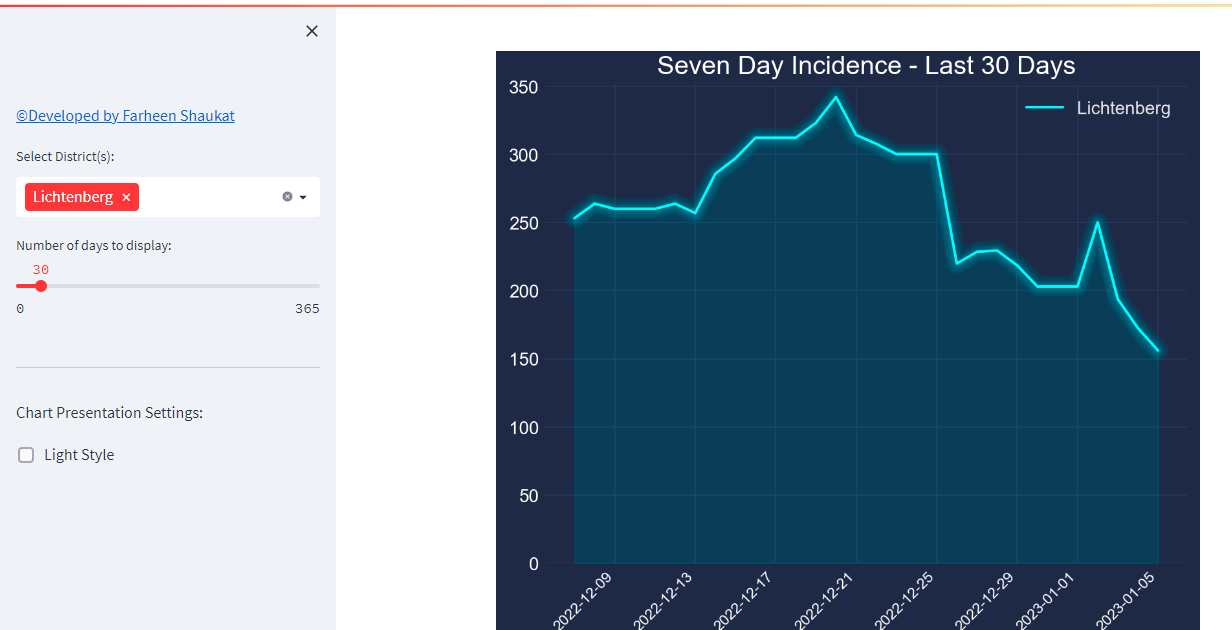 ©Developed by Farheen Shaukat
Select District(s):
Lichtenberg
Number of days to display:
30
0 365
Chart Presentation Settings:
Light Style
Seven Day Incidence - Last 30 Days
Lichtenberg
350
300
250
200
150
100
50
0
2022-12-09
2022-12-13
2022-12-17
2022-12-21
2022-12-25
2022-12-29
2023-01-01
2023-01-05